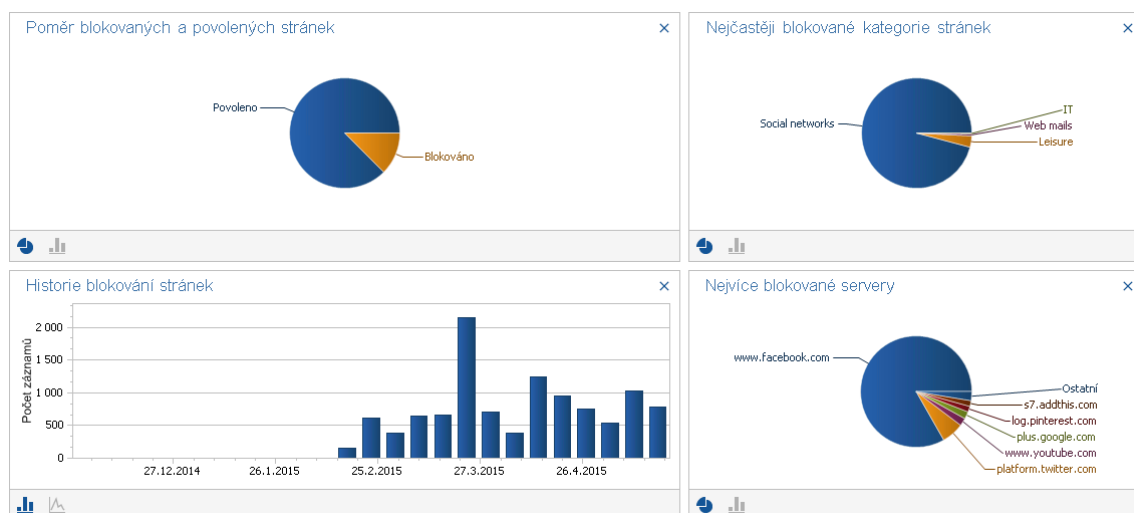 Poměr blokovaných a povolených stránek
Povoleno
Blokováno
Nejčastěji blokované kategorie stránek
Social networks
IT
Web mails
Leisure
Historie blokování stránek
Počet záznamů
2 000
1 500
1 000
500
0
27.12.2014
26.1.2015
25.2.2015
27.3.2015
26.4.2015
Nejvíce blokované servery
www.facebook.com
Ostatní
s7.addthis.com
log.pinterest.com
plus.google.com
www.youtube.com
platform.twitter.com